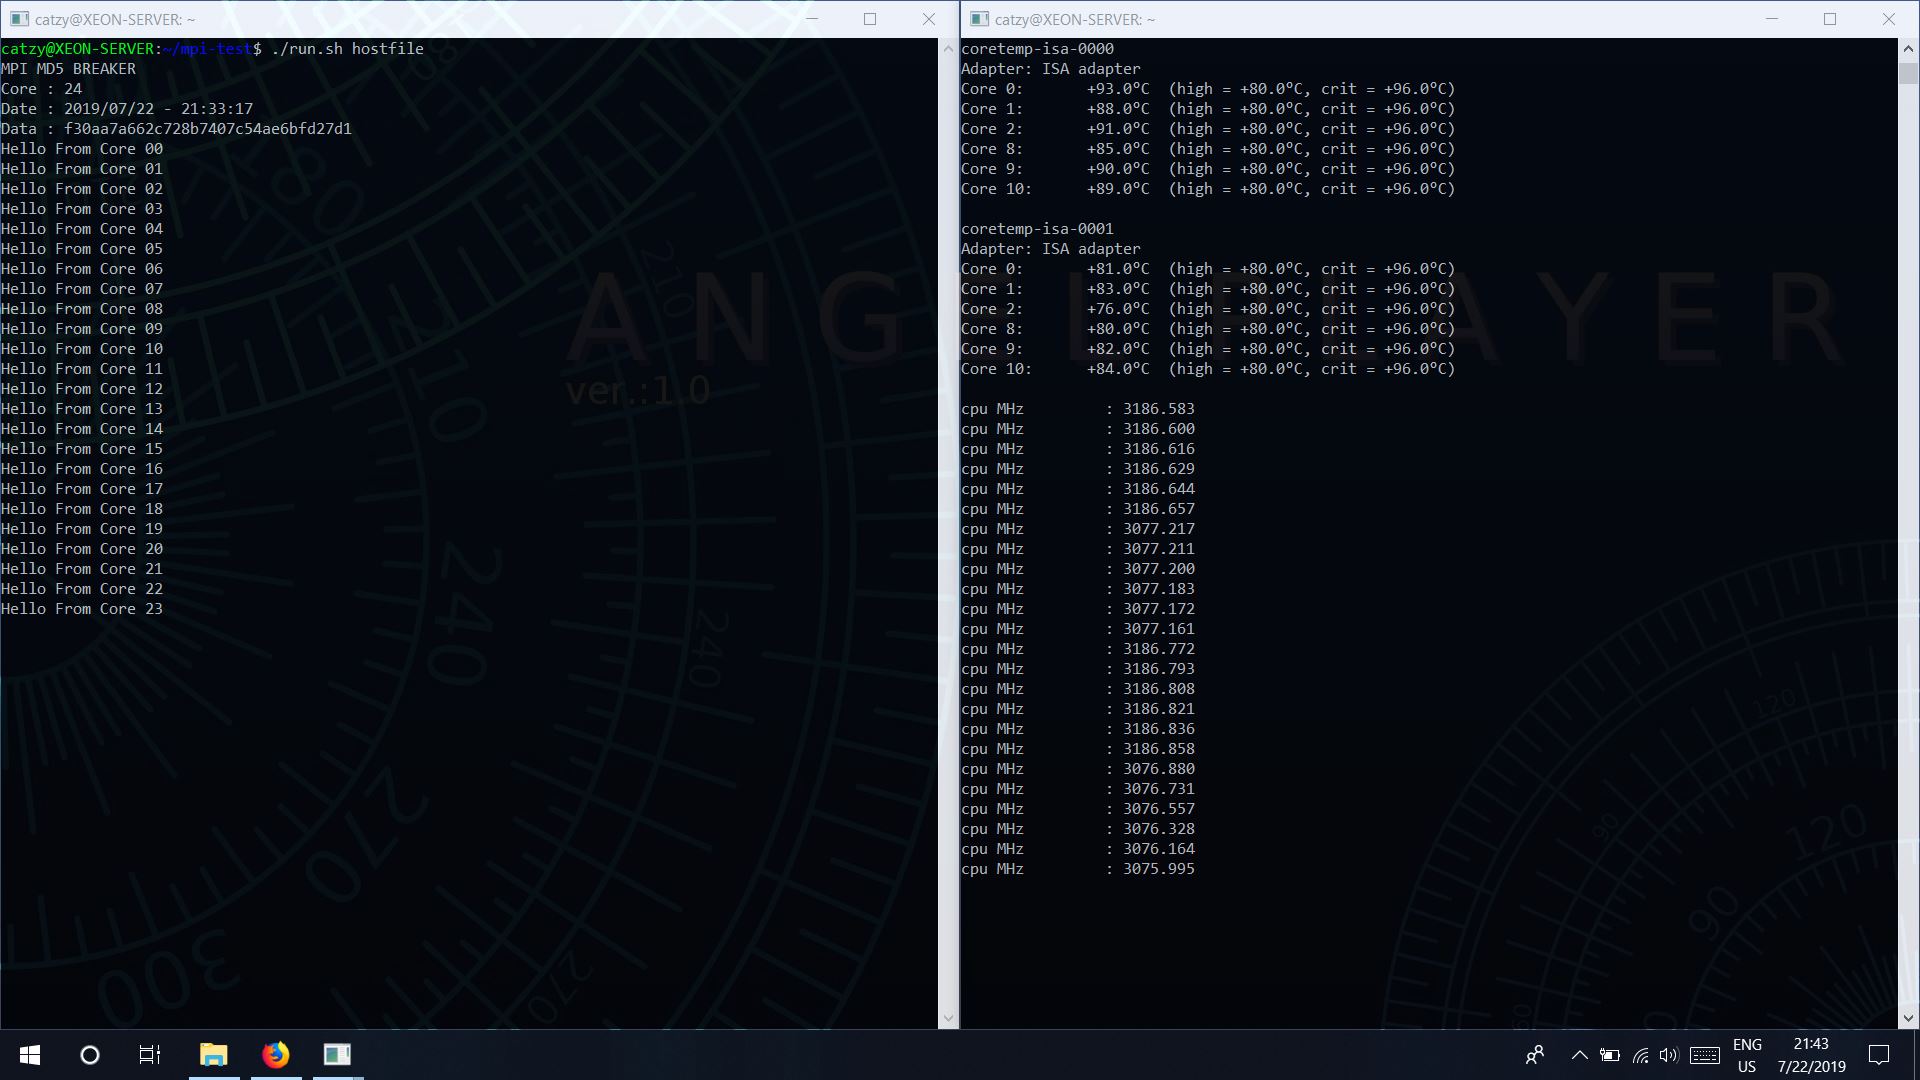 catzy@XEON-SERVER: ~
catzy@XEON-SERVER:~/mpi-test$ ./run.sh hostfile
MPI MD5 BREAKER
Core : 24
Date : 2019/07/22 - 21:33:17
Data : f30aa7a662c728b7407c54ae6bfd27d1
Hello From Core 00
Hello From Core 01
Hello From Core 02
Hello From Core 03
Hello From Core 04
Hello From Core 05
Hello From Core 06
Hello From Core 07
Hello From Core 08
Hello From Core 09
Hello From Core 10
Hello From Core 11
Hello From Core 12
Hello From Core 13
Hello From Core 14
Hello From Core 15
Hello From Core 16
Hello From Core 17
Hello From Core 18
Hello From Core 19
Hello From Core 20
Hello From Core 21
Hello From Core 22
Hello From Core 23
catzy@XEON-SERVER: ~
coretemp-isa-0000
Adapter: ISA adapter
Core 0: +93.0°C (high = +80.0°C, crit = +96.0°C)
Core 1: +88.0°C (high = +80.0°C, crit = +96.0°C)
Core 2: +91.0°C (high = +80.0°C, crit = +96.0°C)
Core 8: +85.0°C (high = +80.0°C, crit = +96.0°C)
Core 9: +90.0°C (high = +80.0°C, crit = +96.0°C)
Core 10: +89.0°C (high = +80.0°C, crit = +96.0°C)
coretemp-isa-0001
Adapter: ISA adapter
Core 0: +81.0°C (high = +80.0°C, crit = +96.0°C)
Core 1: +83.0°C (high = +80.0°C, crit = +96.0°C)
Core 2: +76.0°C (high = +80.0°C, crit = +96.0°C)
Core 8: +80.0°C (high = +80.0°C, crit = +96.0°C)
Core 9: +82.0°C (high = +80.0°C, crit = +96.0°C)
Core 10: +84.0°C (high = +80.0°C, crit = +96.0°C)
cpu MHz : 3186.583
cpu MHz : 3186.600
cpu MHz : 3186.616
cpu MHz : 3186.629
cpu MHz : 3186.644
cpu MHz : 3186.657
cpu MHz : 3077.217
cpu MHz : 3077.211
cpu MHz : 3077.200
cpu MHz : 3077.183
cpu MHz : 3077.172
cpu MHz : 3077.161
cpu MHz : 3186.772
cpu MHz : 3186.793
cpu MHz : 3186.808
cpu MHz : 3186.821
cpu MHz : 3186.836
cpu MHz : 3186.858
cpu MHz : 3076.880
cpu MHz : 3076.731
cpu MHz : 3076.557
cpu MHz : 3076.328
cpu MHz : 3076.164
cpu MHz : 3075.995
ver.:1.0
210
240
270
300
210
240
270
120
90
60
120
90
ENG
US
21:43
7/22/2019